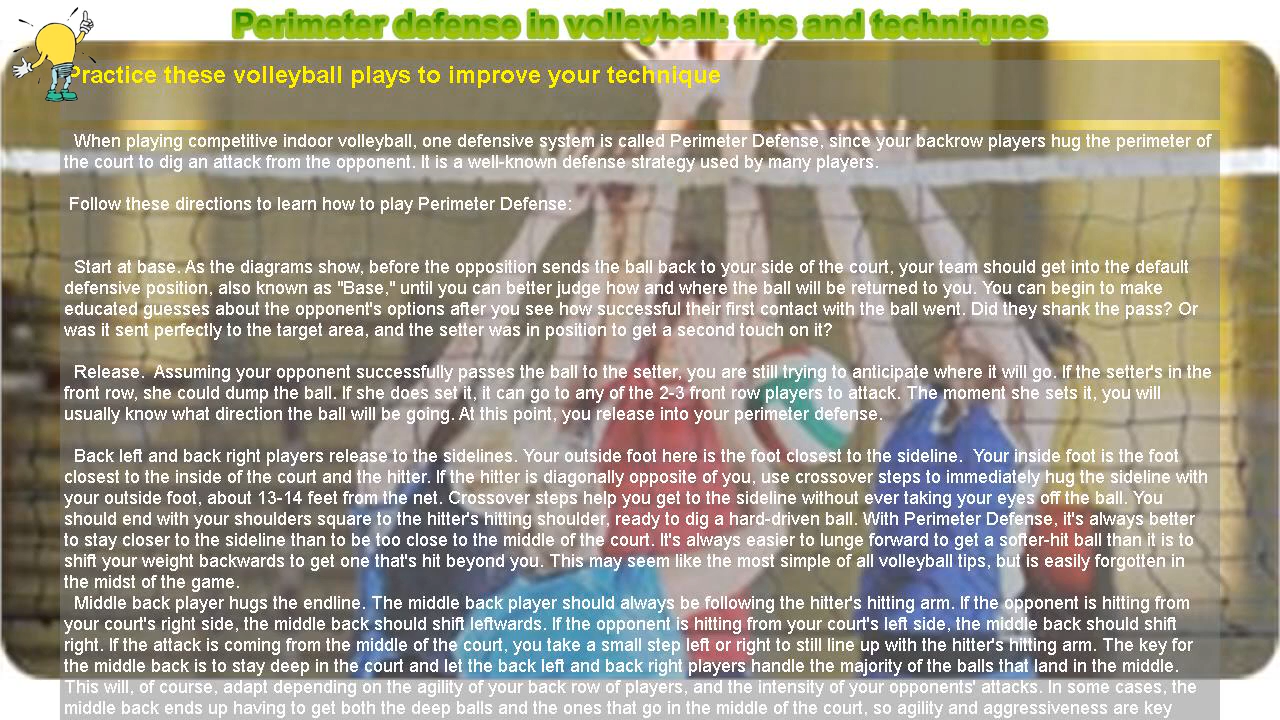 Perimeter defense in volleyball: tips and techniques
Practice these volleyball plays to improve your technique
When playing competitive indoor volleyball, one defensive system is called Perimeter Defense, since your backrow players hug the perimeter of
the court to dig an attack from the opponent. It is a well-known defense strategy used by many players.
Follow these directions to learn how to play Perimeter Defense:
Start at base. As the diagrams show, before the opposition sends the ball back to your side of the court, your team should get into the default
defensive position, also known as "Base," until you can better judge how and where the ball will be returned to you. You can begin to make
educated guesses about the opponent's options after you see how successful their first contact with the ball went. Did they shank the pass? Or
was it sent perfectly to the target area, and the setter was in position to get a second touch on it?
Release. Assuming your opponent successfully passes the ball to the setter, you are still trying to anticipate where it will go. If the setter's in the
front row, she could dump the ball. If she does set it, it can go to any of the 2-3 front row players to attack. The moment she sets it, you will
usually know what direction the ball will be going. At this point, you release into your perimeter defense.
Back left and back right players release to the sidelines. Your outside foot here is the foot closest to the sideline. Your inside foot is the foot
closest to the inside of the court and the hitter. If the hitter is diagonally opposite of you, use crossover steps to immediately hug the sideline with
your outside foot, about 13-14 feet from the net. Crossover steps help you get to the sideline without ever taking your eyes off the ball. You
should end with your shoulders square to the hitter's hitting shoulder, ready to dig a hard-driven ball. With Perimeter Defense, it's always better
to stay closer to the sideline than to be too close to the middle of the court. It's always easier to lunge forward to get a softer-hit ball than it is to
shift your weight backwards to get one that's hit beyond you. This may seem like the most simple of all volleyball tips, but is easily forgotten in
the midst of the game.
Middle back player hugs the endline. The middle back player should always be following the hitter's hitting arm. If the opponent is hitting from
your court's right side, the middle back should shift leftwards. If the opponent is hitting from your court's left side, the middle back should shift
right. If the attack is coming from the middle of the court, you take a small step left or right to still line up with the hitter's hitting arm. The key for
the middle back is to stay deep in the court and let the back left and back right players handle the majority of the balls that land in the middle.
This will, of course, adapt depending on the agility of your back row of players, and the intensity of your opponents' attacks. In some cases, the
middle back ends up having to get both the deep balls and the ones that go in the middle of the court, so agility and aggressiveness are key